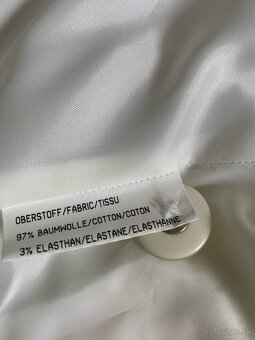 OBERSTOFF/FABRIC/TISSU
97% BAUMWOLLE/COTTON/COTON
3% ELASTHAN/ELASTANE/ELASTHANNE